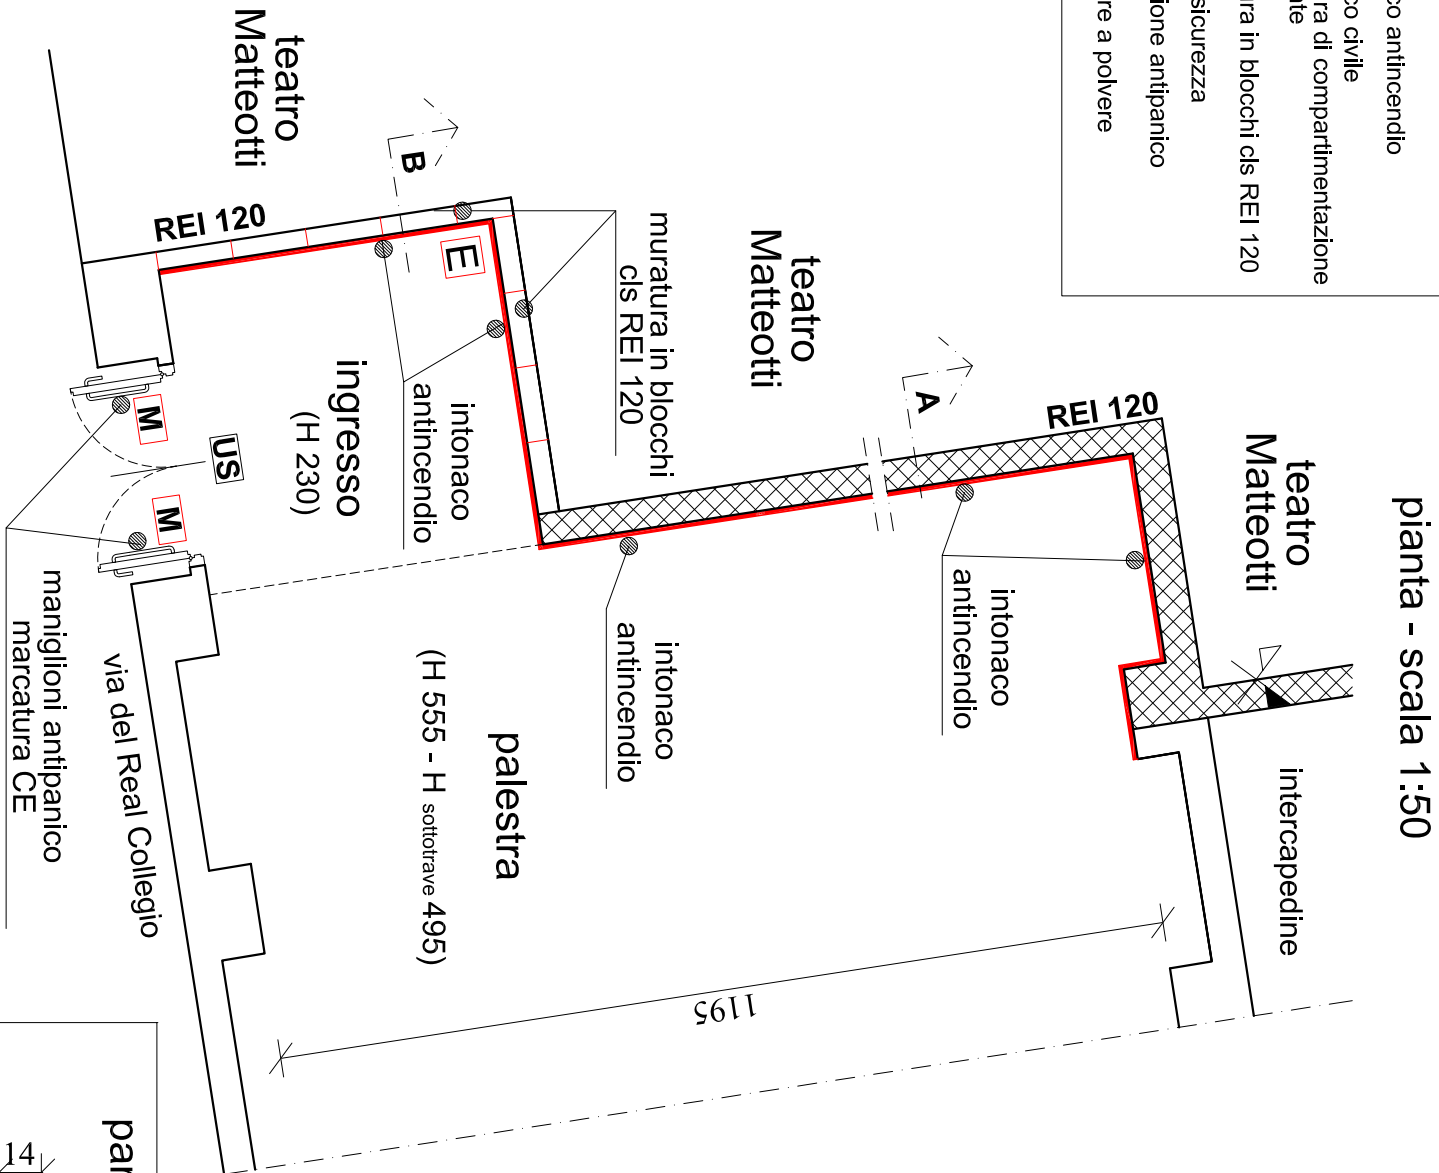 pianta - scala 1:50
co antincendio
co civile
ra di compartimentazione
ate
ura in blocchi cls REI 120
sicurezza
ione antipanico
re a polvere
teatro
Matteotti
REI 120
intercapedine
A
intonaco
antincendio
teatro
Matteotti
muratura in blocchi
cls REI 120
intonaco
antincendio
palestra
(H 555 - H sottotrave 495)
1195
teatro
Matteotti
B
REI 120
E
intonaco
antincendio
ingresso
(H 230)
US
M
M
via del Real Collegio
maniglioni antipanico
marcatura CE
par
14